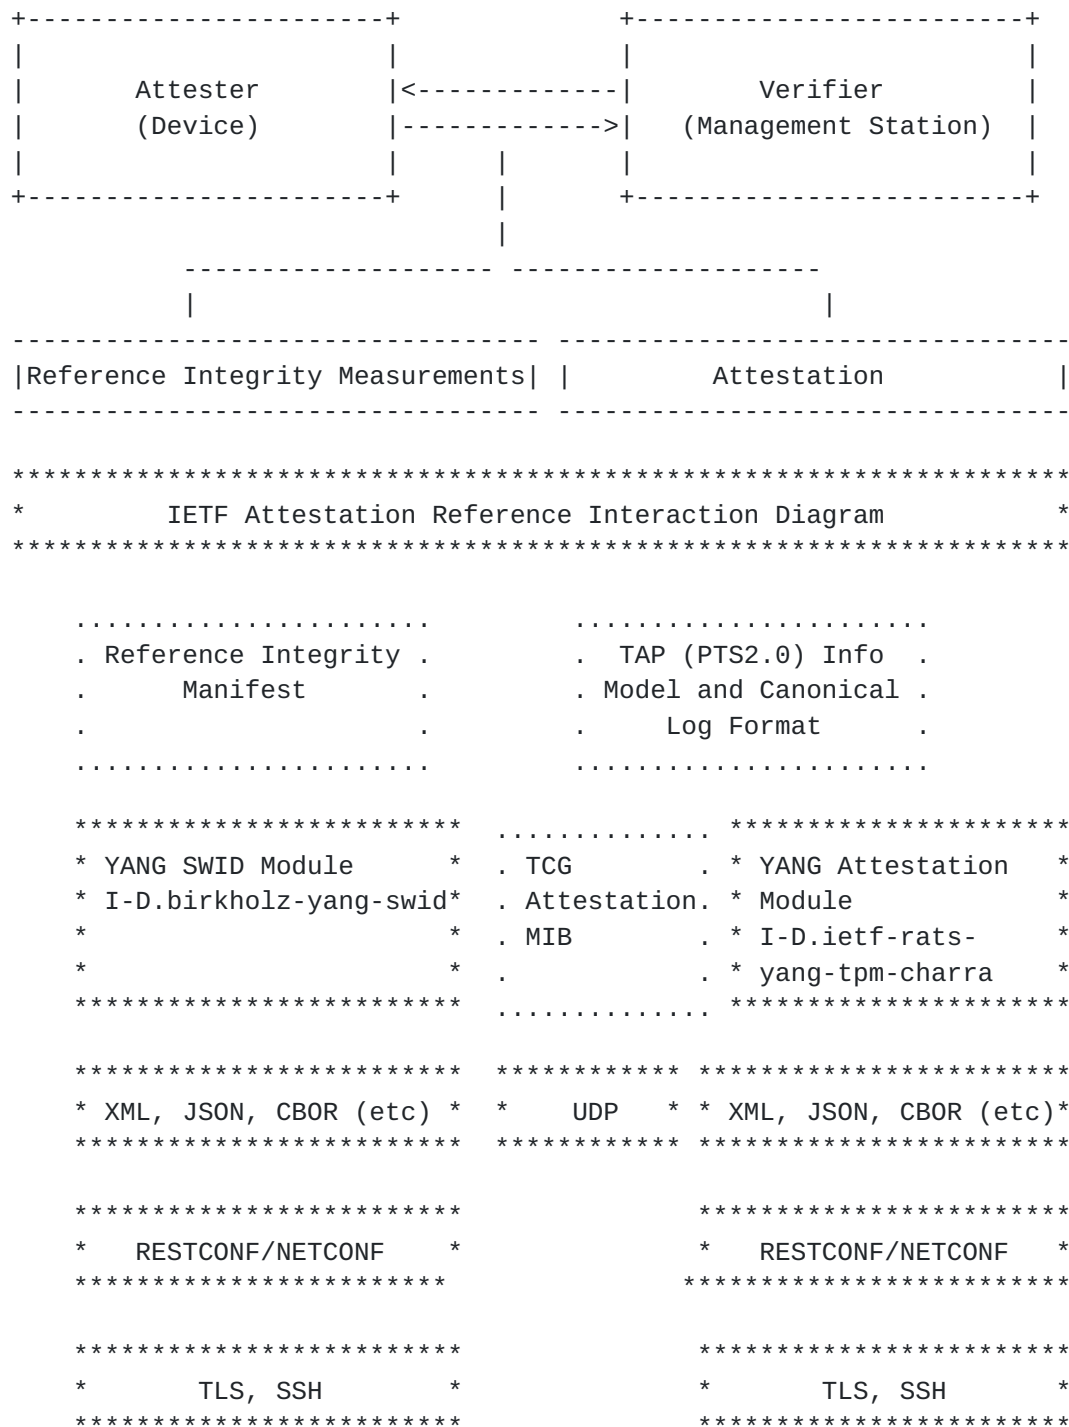 Attester Verifier
(Device) (Management Station)
Reference Integrity Measurements Attestation
IETF Attestation Reference Interaction Diagram
Reference Integrity TAP (PTS2.0) Info
Manifest Model and Canonical
Log Format
YANG SWID Module TCG YANG Attestation
I-D.birkholz-yang-swid Attestation Module
MIB I-D.ietf-rats-
yang-tpm-charra
XML, JSON, CBOR (etc) UDP XML, JSON, CBOR (etc)
RESTCONF/NETCONF RESTCONF/NETCONF
TLS, SSH TLS, SSH